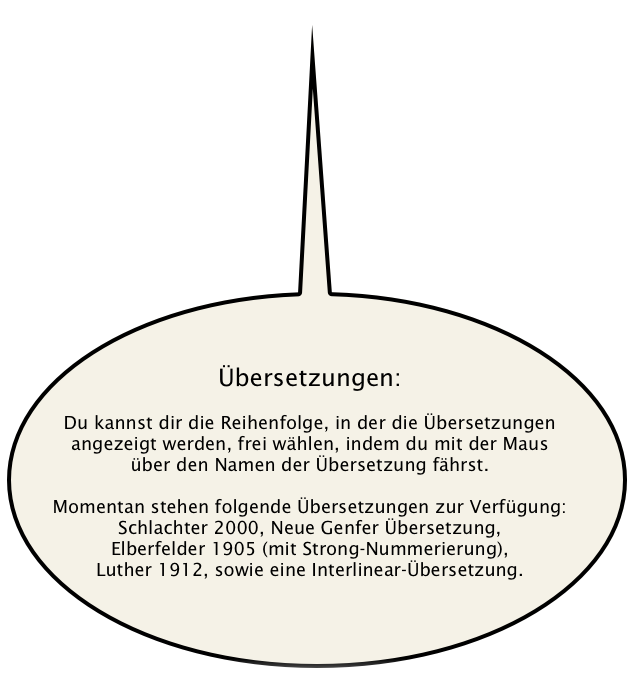 Übersetzungen:
Du kannst dir die Reihenfolge, in der die Übersetzungen
angezeigt werden, frei wählen, indem du mit der Maus
über den Namen der Übersetzung fährst.
Momentan stehen folgende Übersetzungen zur Verfügung:
Schlachter 2000, Neue Genfer Übersetzung,
Elberfelder 1905 (mit Strong-Nummerierung),
Luther 1912, sowie eine Interlinear-Übersetzung.